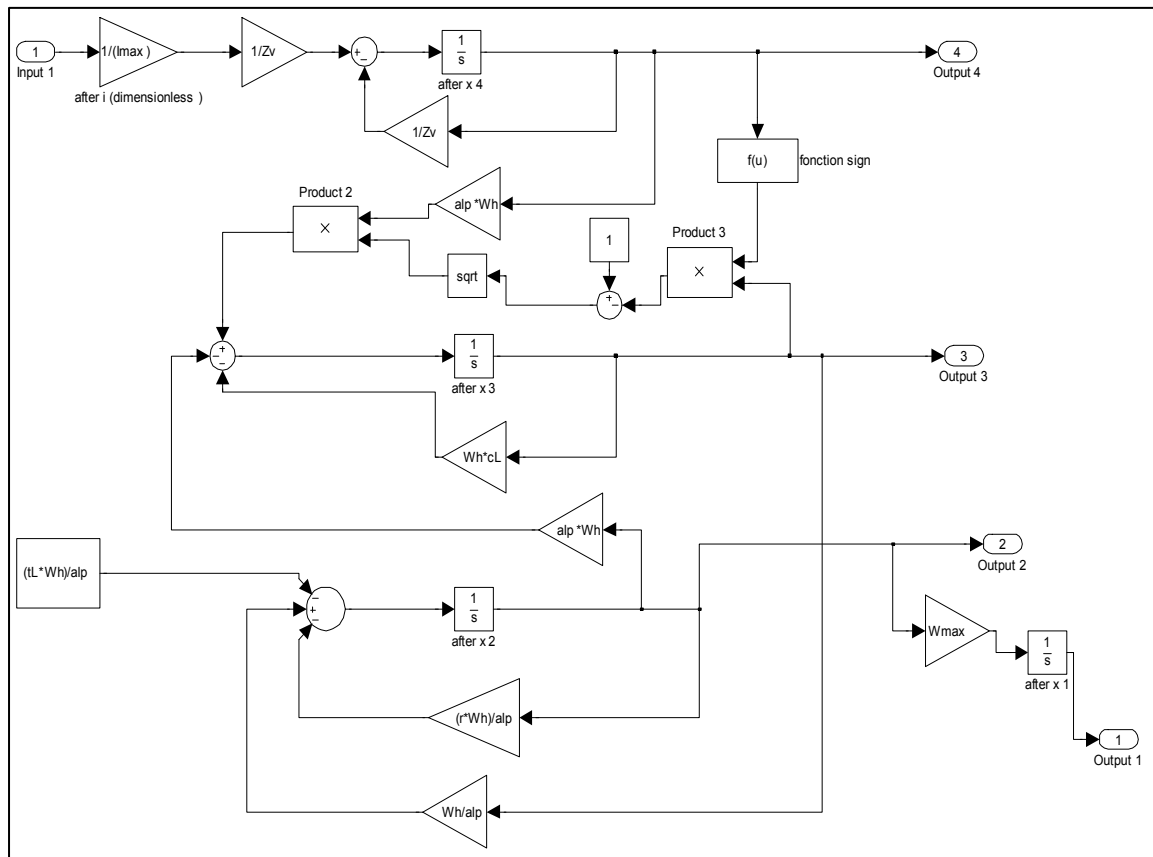 1
Input 1
1/(Imax )
after i (dimensionless )
1/Zv
+
−
1
s
after x 4
4
Output 4
1/Zv
f(u)
fonction sign
Product 2
×
alp *Wh
sqrt
1
+
−
Product 3
×
+
−
−
1
s
after x 3
3
Output 3
Wh*cL
alp *Wh
(tL*Wh)/alp
−
+
−
1
s
after x 2
2
Output 2
Wmax
1
s
after x 1
(r*Wh)/alp
1
Output 1
Wh/alp